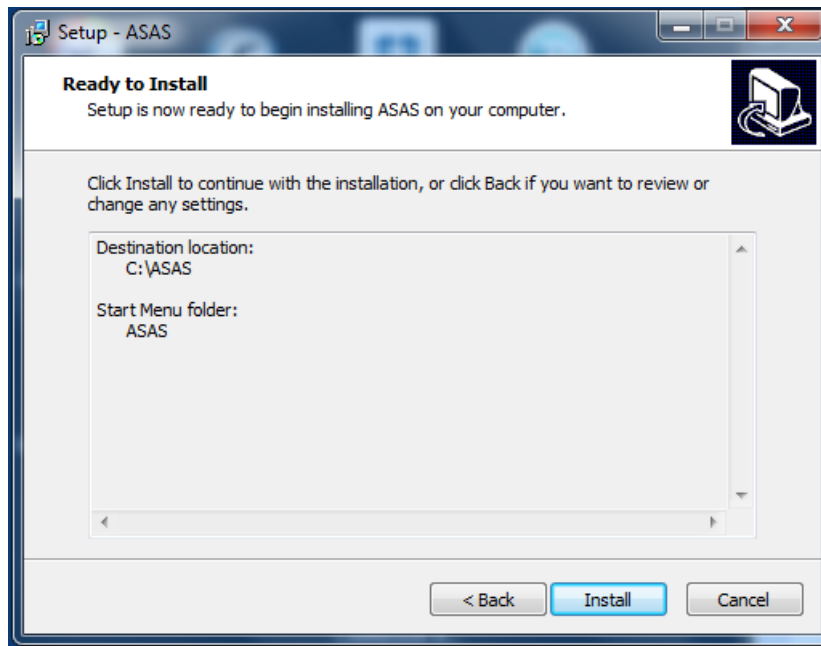 Setup - ASAS
Ready to Install
Setup is now ready to begin installing ASAS on your computer.
Click Install to continue with the installation, or click Back if you want to review or
change any settings.
Destination location:
C:\ASAS
Start Menu folder:
ASAS
< Back Install Cancel